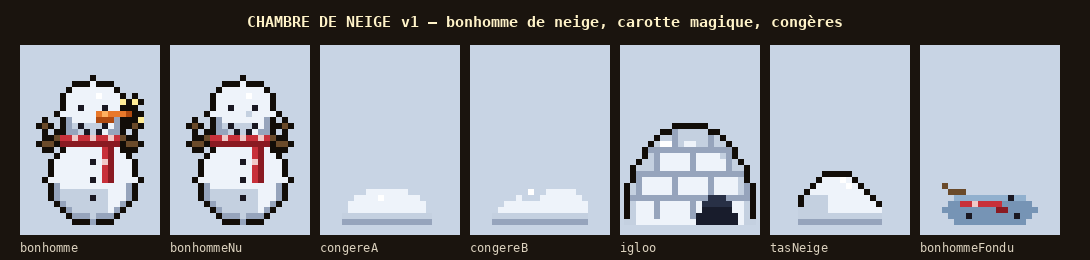 CHAMBRE DE NEIGE v1 — bonhomme de neige, carotte magique, congères
bonhomme bonhommeNu congereA congereB igloo tasNeige bonhommeFondu